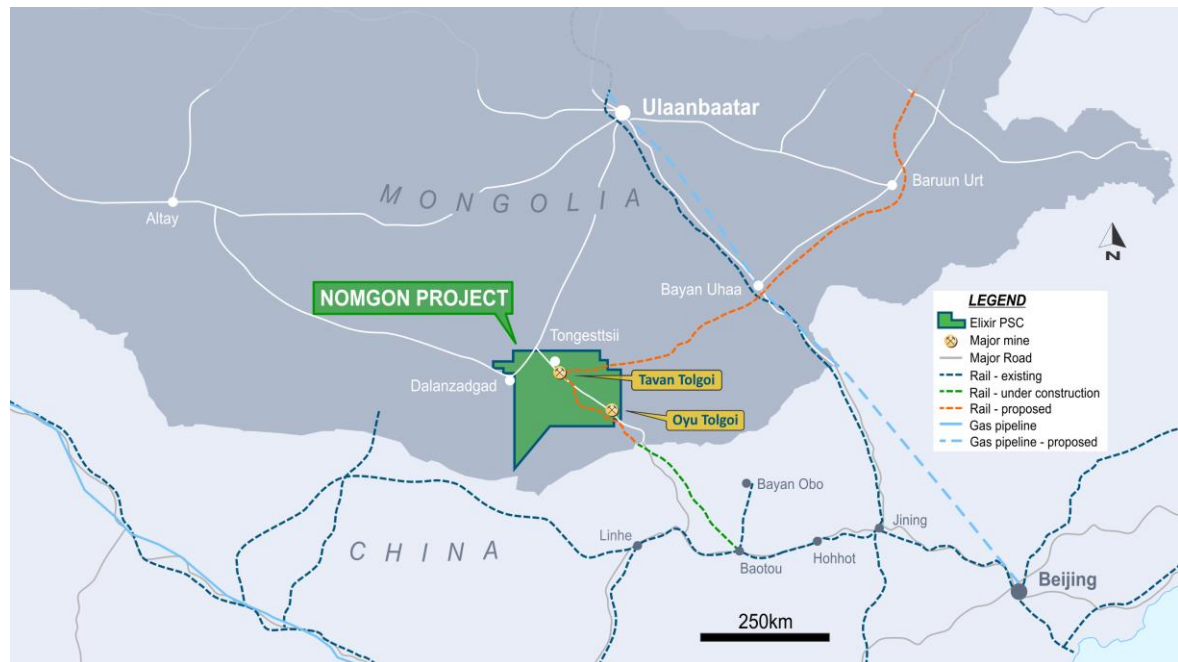 Ulaanbaatar
MONGOLIA
Baruun Urt
Altay
N
NOMGON PROJECT
Bayan Uhaa
Tongesttsii
Dalanzadgad
Tavan Tolgoi
Oyu Tolgoi
LEGEND
Elixir PSC
Major mine
Major Road
Rail - existing
Rail - under construction
Rail - proposed
Gas pipeline
Gas pipeline - proposed
Bayan Obo
CHINA
Linhe
Baotou
Hohhot
Jining
Beijing
250km